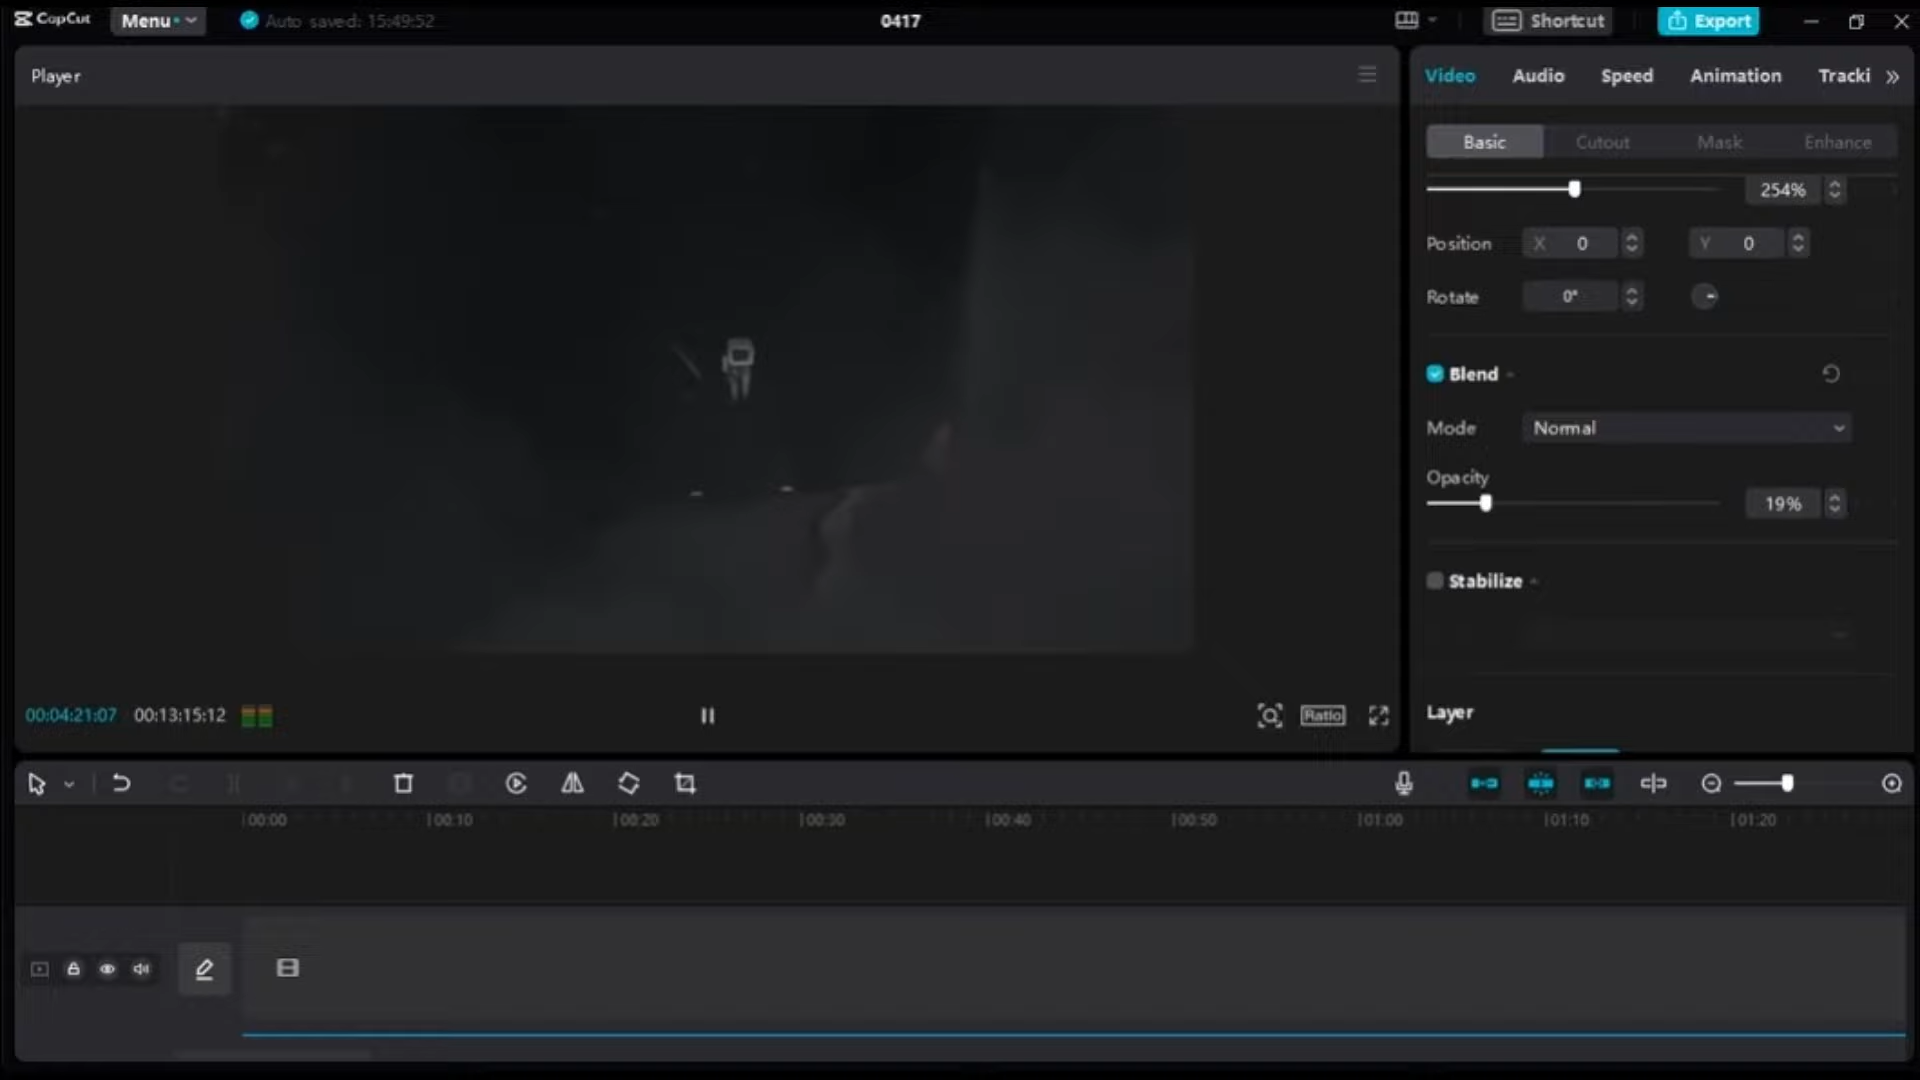 CapCut Menu Auto saved: 15:49:52 0417 Shortcut Export
Player
Video Audio Speed Animation Tracki
Basic Cutout Mask Enhance
254%
Position X 0 Y 0
Rotate 0°
Blend
Mode Normal
Opacity
19%
Stabilize
Layer
00:04:21:07 00:13:15:12 Ratio
00:00 00:10 00:20 00:30 00:40 00:50 01:00 01:10 01:20